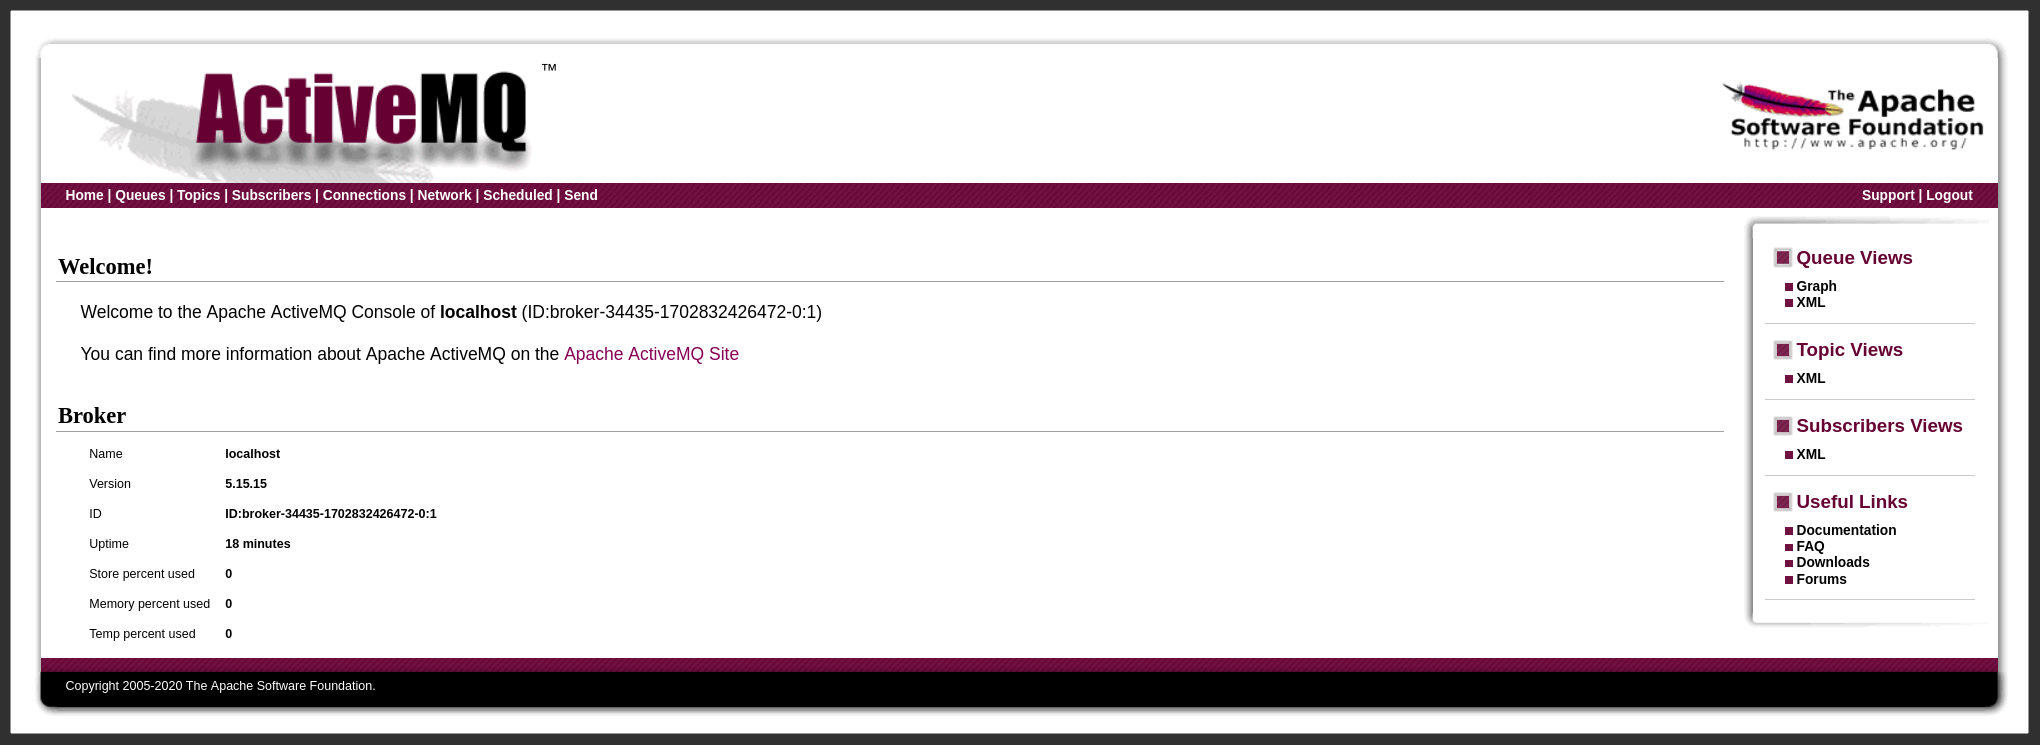 ActiveMQ ™
The Apache
Software Foundation
http://www.apache.org/
Home | Queues | Topics | Subscribers | Connections | Network | Scheduled | Send
Support | Logout
Welcome!
Welcome to the Apache ActiveMQ Console of localhost (ID:broker-34435-1702832426472-0:1)
You can find more information about Apache ActiveMQ on the Apache ActiveMQ Site
Broker
Name localhost
Version 5.15.15
ID ID:broker-34435-1702832426472-0:1
Uptime 18 minutes
Store percent used 0
Memory percent used 0
Temp percent used 0
Queue Views
Graph
XML
Topic Views
XML
Subscribers Views
XML
Useful Links
Documentation
FAQ
Downloads
Forums
Copyright 2005-2020 The Apache Software Foundation.